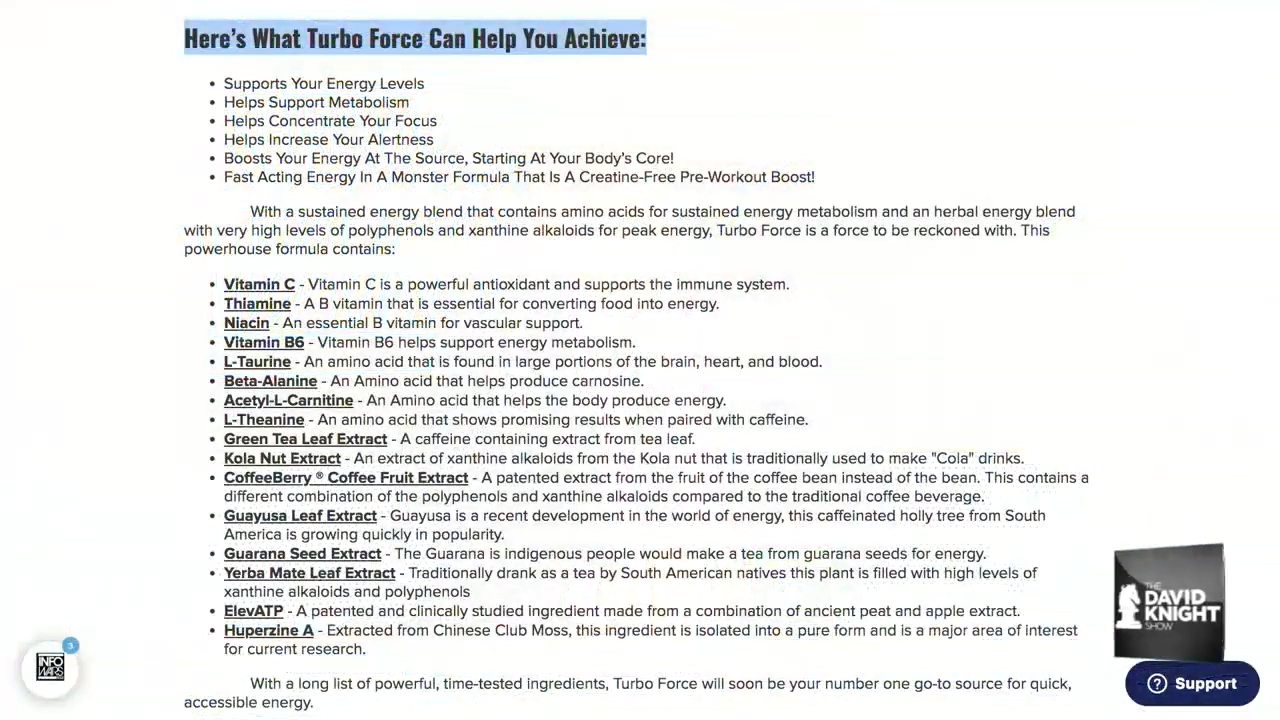 Here's What Turbo Force Can Help You Achieve:
• Supports Your Energy Levels
• Helps Support Metabolism
• Helps Concentrate Your Focus
• Helps Increase Your Alertness
• Boosts Your Energy At The Source, Starting At Your Body's Core!
• Fast Acting Energy In A Monster Formula That Is A Creatine-Free Pre-Workout Boost!
With a sustained energy blend that contains amino acids for sustained energy metabolism and an herbal energy blend
with very high levels of polyphenols and xanthine alkaloids for peak energy, Turbo Force is a force to be reckoned with. This
powerhouse formula contains:
• Vitamin C - Vitamin C is a powerful antioxidant and supports the immune system.
• Thiamine - A B vitamin that is essential for converting food into energy.
• Niacin - An essential B vitamin for vascular support.
• Vitamin B6 - Vitamin B6 helps support energy metabolism.
• L-Taurine - An amino acid that is found in large portions of the brain, heart, and blood.
• Beta-Alanine - An Amino acid that helps produce carnosine.
• Acetyl-L-Carnitine - An Amino acid that helps the body produce energy.
• L-Theanine - An amino acid that shows promising results when paired with caffeine.
• Green Tea Leaf Extract - A caffeine containing extract from tea leaf.
• Kola Nut Extract - An extract of xanthine alkaloids from the Kola nut that is traditionally used to make "Cola" drinks.
• CoffeeBerry ® Coffee Fruit Extract - A patented extract from the fruit of the coffee bean instead of the bean. This contains a
different combination of the polyphenols and xanthine alkaloids compared to the traditional coffee beverage.
• Guayusa Leaf Extract - Guayusa is a recent development in the world of energy, this caffeinated holly tree from South
America is growing quickly in popularity.
• Guarana Seed Extract - The Guarana is indigenous people would make a tea from guarana seeds for energy.
• Yerba Mate Leaf Extract - Traditionally drank as a tea by South American natives this plant is filled with high levels of
xanthine alkaloids and polyphenols
• ElevATP - A patented and clinically studied ingredient made from a combination of ancient peat and apple extract.
• Huperzine A - Extracted from Chinese Club Moss, this ingredient is isolated into a pure form and is a major area of interest
for current research.
With a long list of powerful, time-tested ingredients, Turbo Force will soon be your number one go-to source for quick,
accessible energy.
THE
DAVID
KNIGHT
SHOW
3
INFO
WARS
? Support